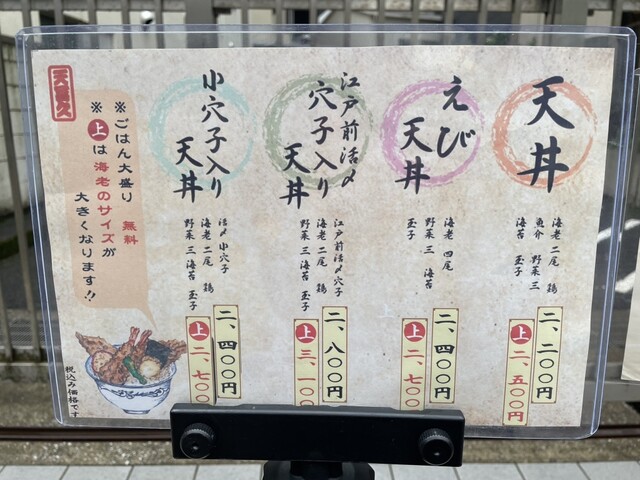 天丼
海老 二尾 鶏
魚介 野菜 三
海苔 玉子
二、二〇〇円
上 二、五〇〇円
えび
天丼
海老 四尾
野菜 三 海苔
玉子
二、四〇〇円
上 二、七〇〇
江戸前活〆
穴子入り
天丼
江戸前活〆穴子
海老 二尾 鶏
野菜 三 海苔 玉子
二、八〇〇円
上 三、一〇〇
小穴子入り
天丼
活〆小穴子
海老 二尾 鶏
野菜 三 海苔 玉子
二、四〇〇円
上 二、七〇〇
※ごはん大盛り 無料
※上は海老のサイズが
大きくなります!!
税込み価格です